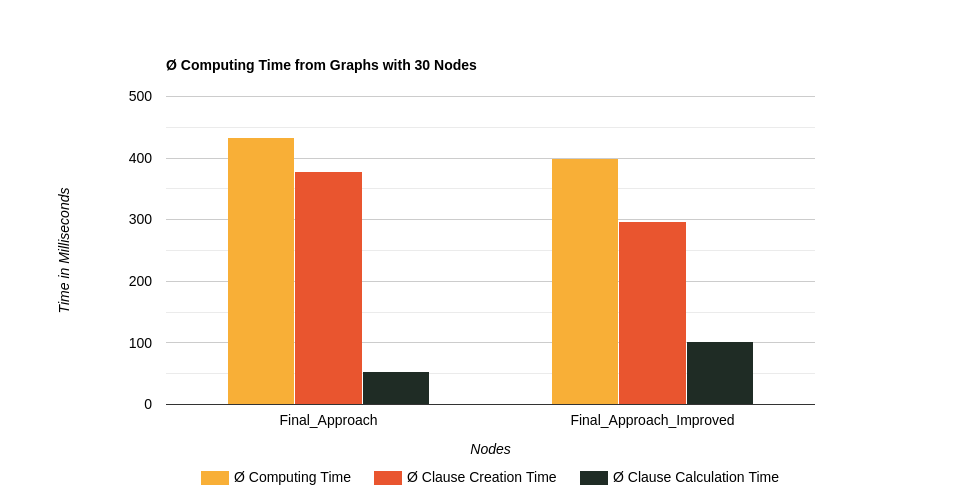 Ø Computing Time from Graphs with 30 Nodes
500
400
300
200
100
0
Time in Milliseconds
Final_Approach
Final_Approach_Improved
Nodes
Ø Computing Time
Ø Clause Creation Time
Ø Clause Calculation Time